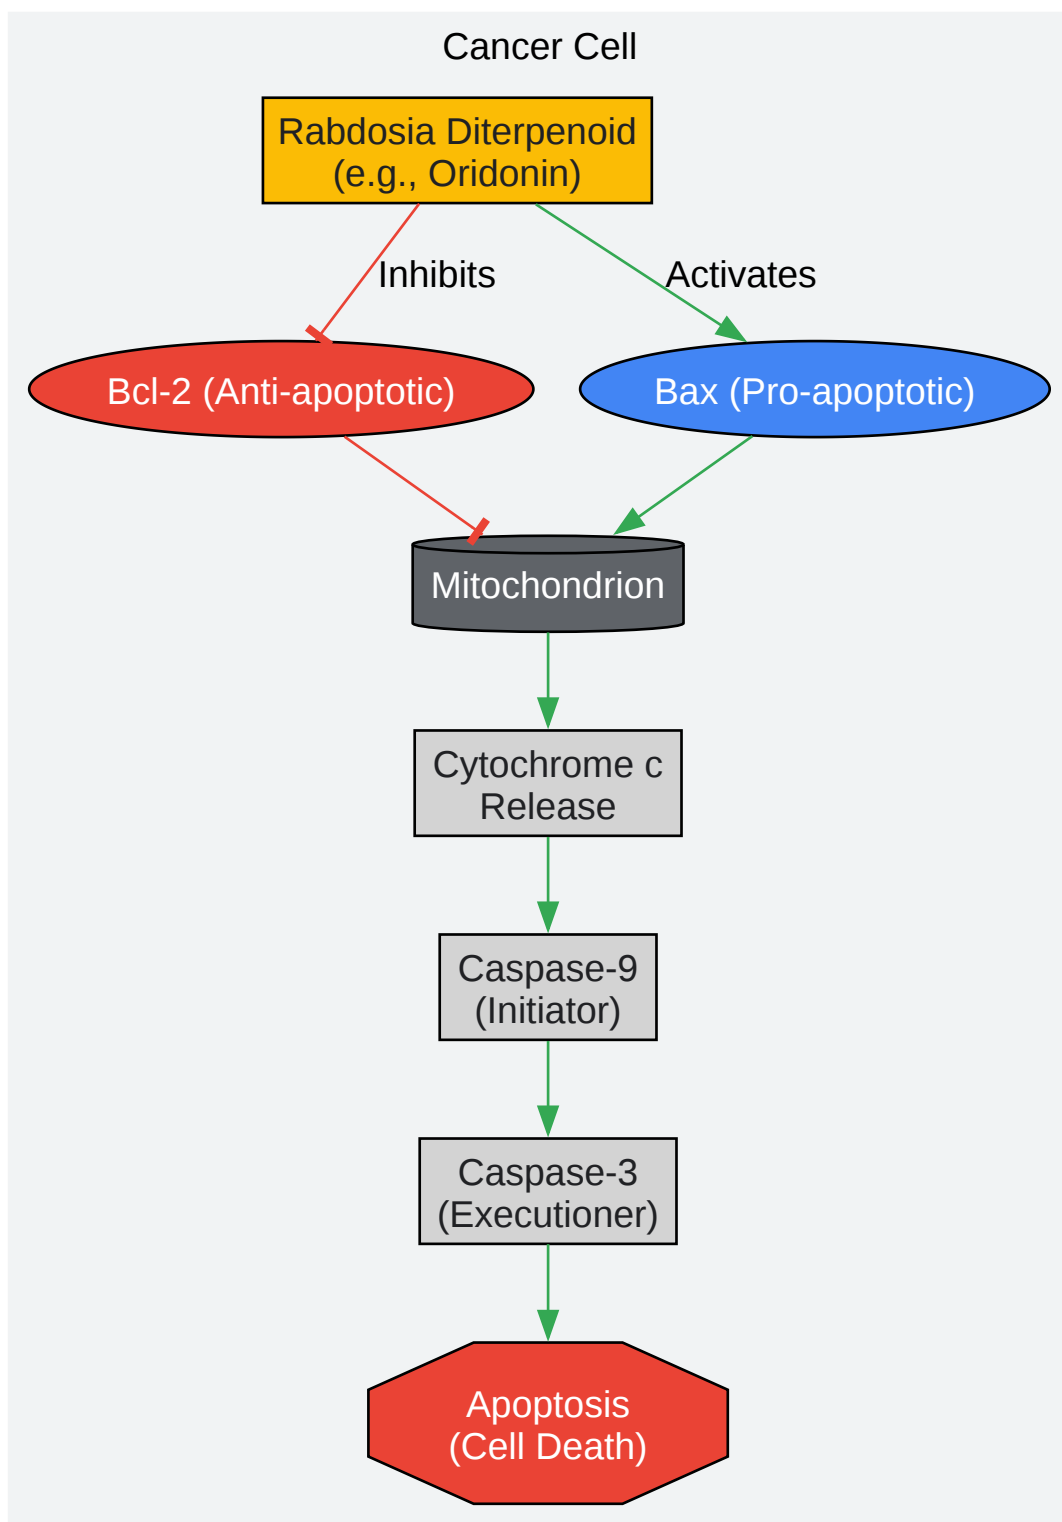 Cancer Cell
Rabdosia Diterpenoid
(e.g., Oridonin)
Inhibits
Activates
Bcl-2 (Anti-apoptotic)
Bax (Pro-apoptotic)
Mitochondrion
Cytochrome c
Release
Caspase-9
(Initiator)
Caspase-3
(Executioner)
Apoptosis
(Cell Death)